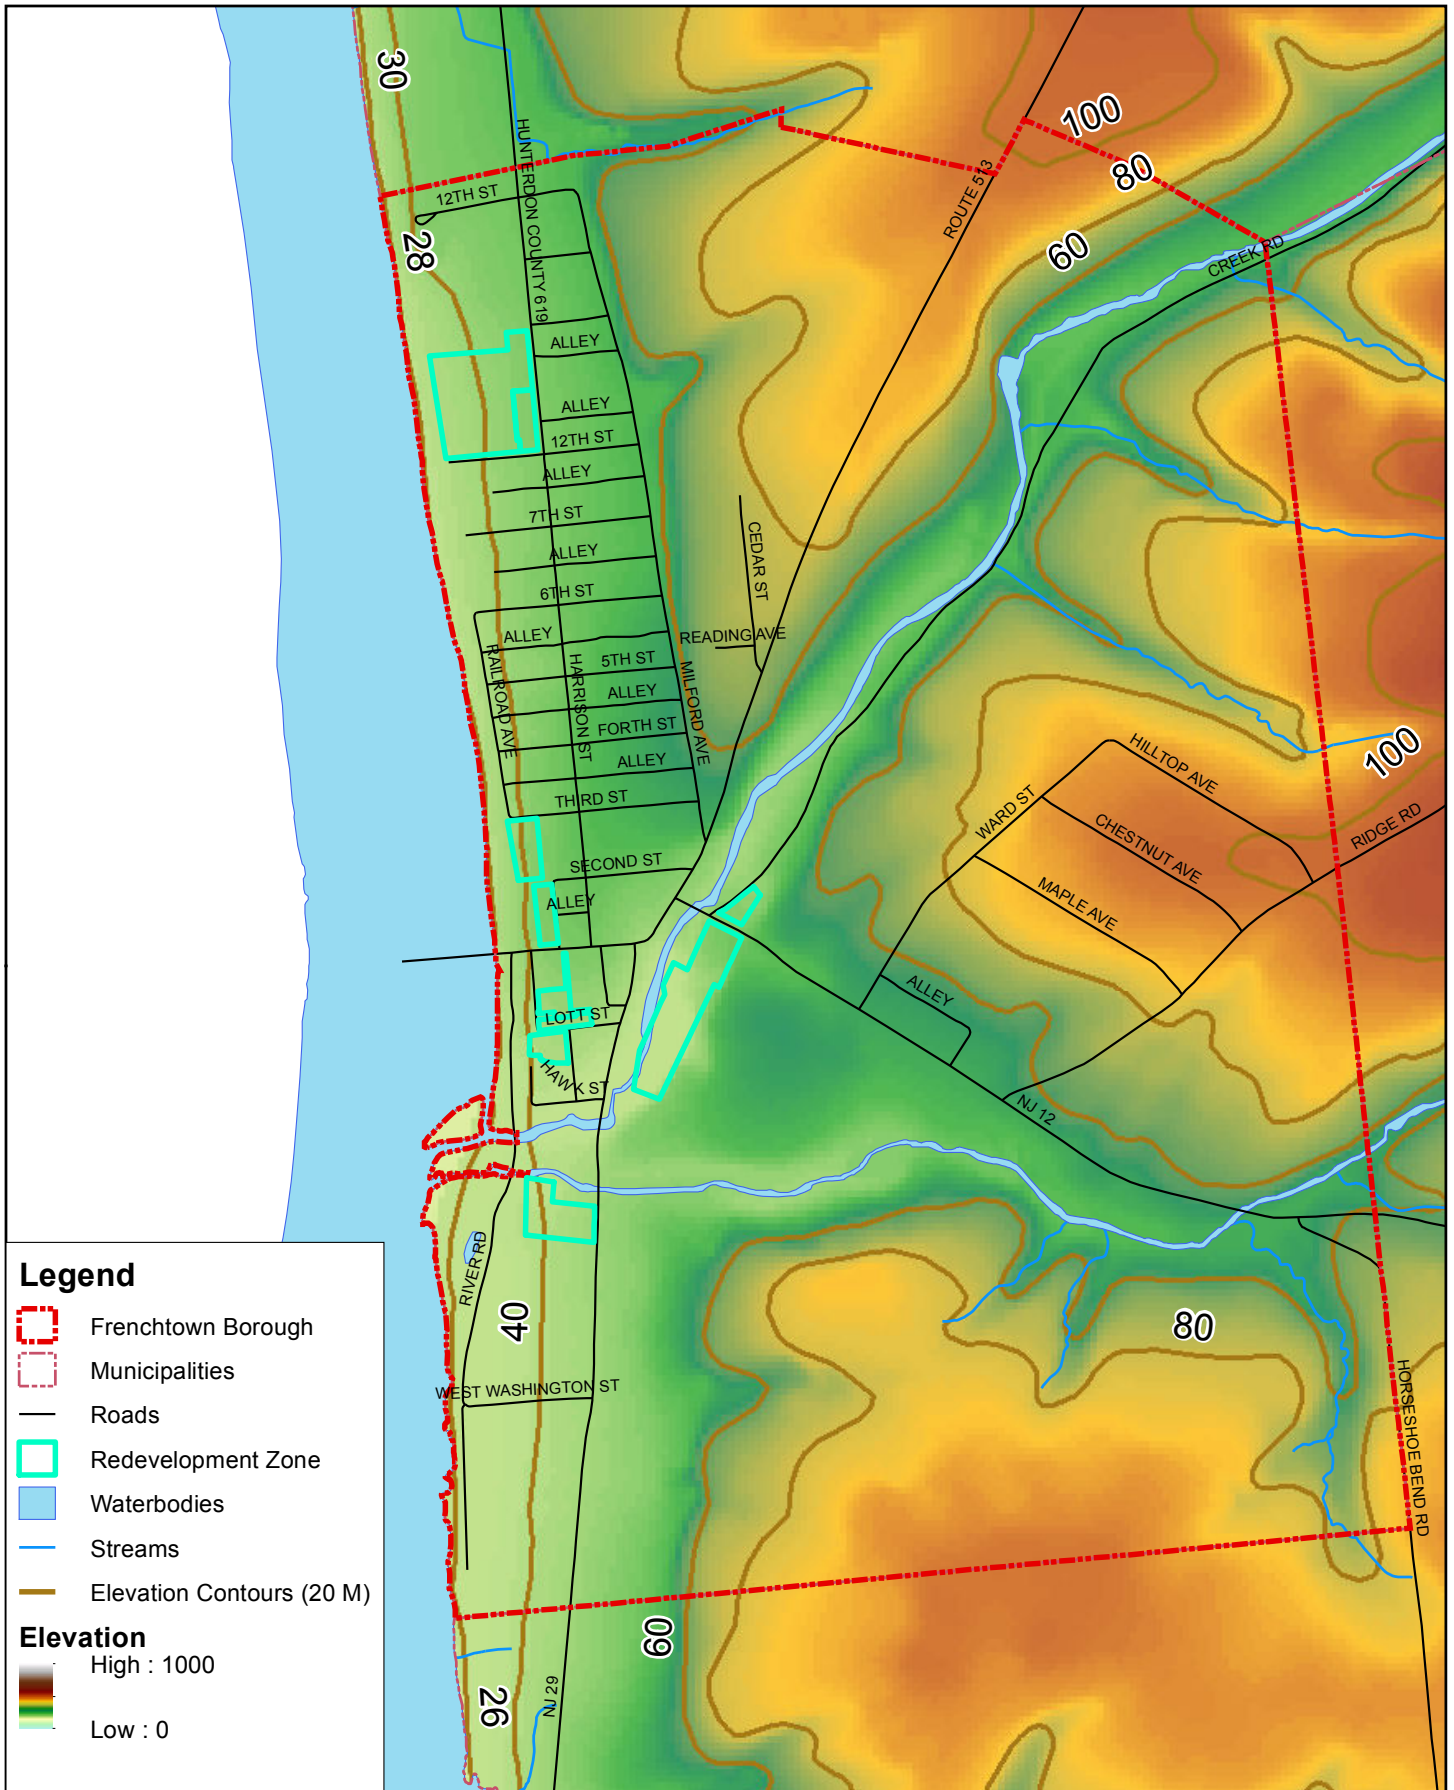 30
100
HUNTERDON COUNTY 619
80
ROUTE 513
12TH ST
28
60
CREEK RD
ALLEY
ALLEY
12TH ST
ALLEY
7TH ST
CEDAR ST
ALLEY
6TH ST
ALLEY
READING AVE
RAILROAD AVE
HARRISON ST
5TH ST
MILFORD AVE
ALLEY
FORTH ST
ALLEY
100
HILLTOP AVE
THIRD ST
WARD ST
CHESTNUT AVE
RIDGE RD
SECOND ST
MAPLE AVE
ALLEY
ALLEY
LOTT ST
HAWK ST
NJ 12
RIVER RD
40
80
WEST WASHINGTON ST
HORSESHOE BEND RD
60
26
NJ 29
Legend
Frenchtown Borough
Municipalities
Roads
Redevelopment Zone
Waterbodies
Streams
Elevation Contours (20 M)
Elevation
High : 1000
Low : 0